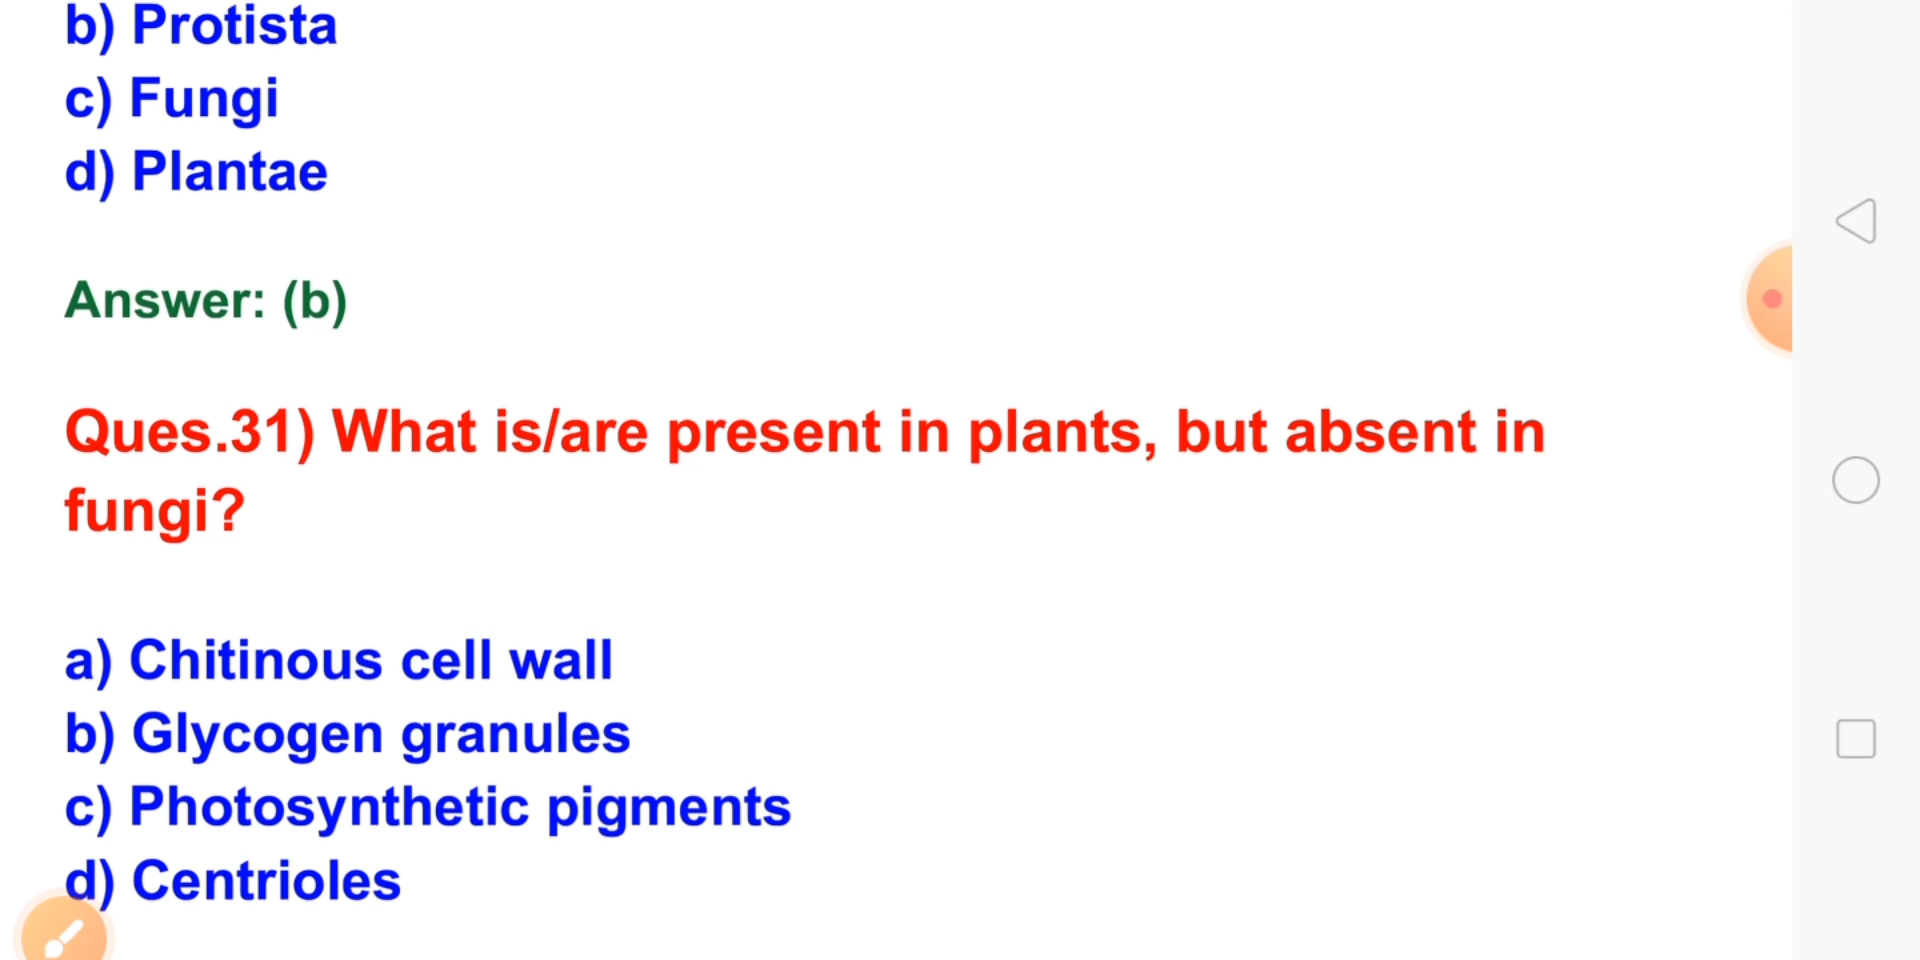 b) Protista
c) Fungi
d) Plantae
Answer: (b)
Ques.31) What is/are present in plants, but absent in
fungi?
a) Chitinous cell wall
b) Glycogen granules
c) Photosynthetic pigments
d) Centrioles